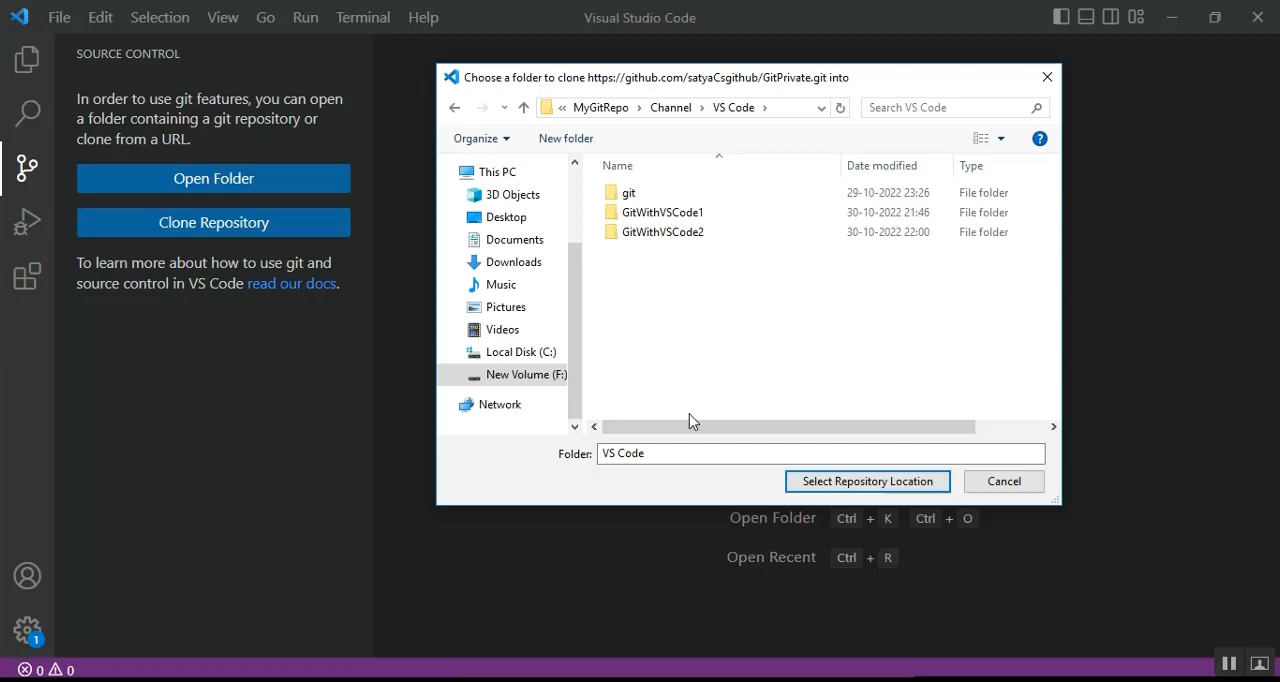 File Edit Selection View Go Run Terminal Help Visual Studio Code
SOURCE CONTROL
In order to use git features, you can open
a folder containing a git repository or
clone from a URL.
Open Folder
Clone Repository
To learn more about how to use git and
source control in VS Code read our docs.
Choose a folder to clone https://github.com/satyaCsgithub/GitPrivate.git into
« MyGitRepo › Channel › VS Code › Search VS Code
Organize New folder
This PC
3D Objects
Desktop
Documents
Downloads
Music
Pictures
Videos
Local Disk (C:)
New Volume (F:)
Network
Name Date modified Type
git 29-10-2022 23:26 File folder
GitWithVSCode1 30-10-2022 21:46 File folder
GitWithVSCode2 30-10-2022 22:00 File folder
Folder: VS Code
Select Repository Location Cancel
Open Folder Ctrl + K Ctrl + O
Open Recent Ctrl + R
1
0 0